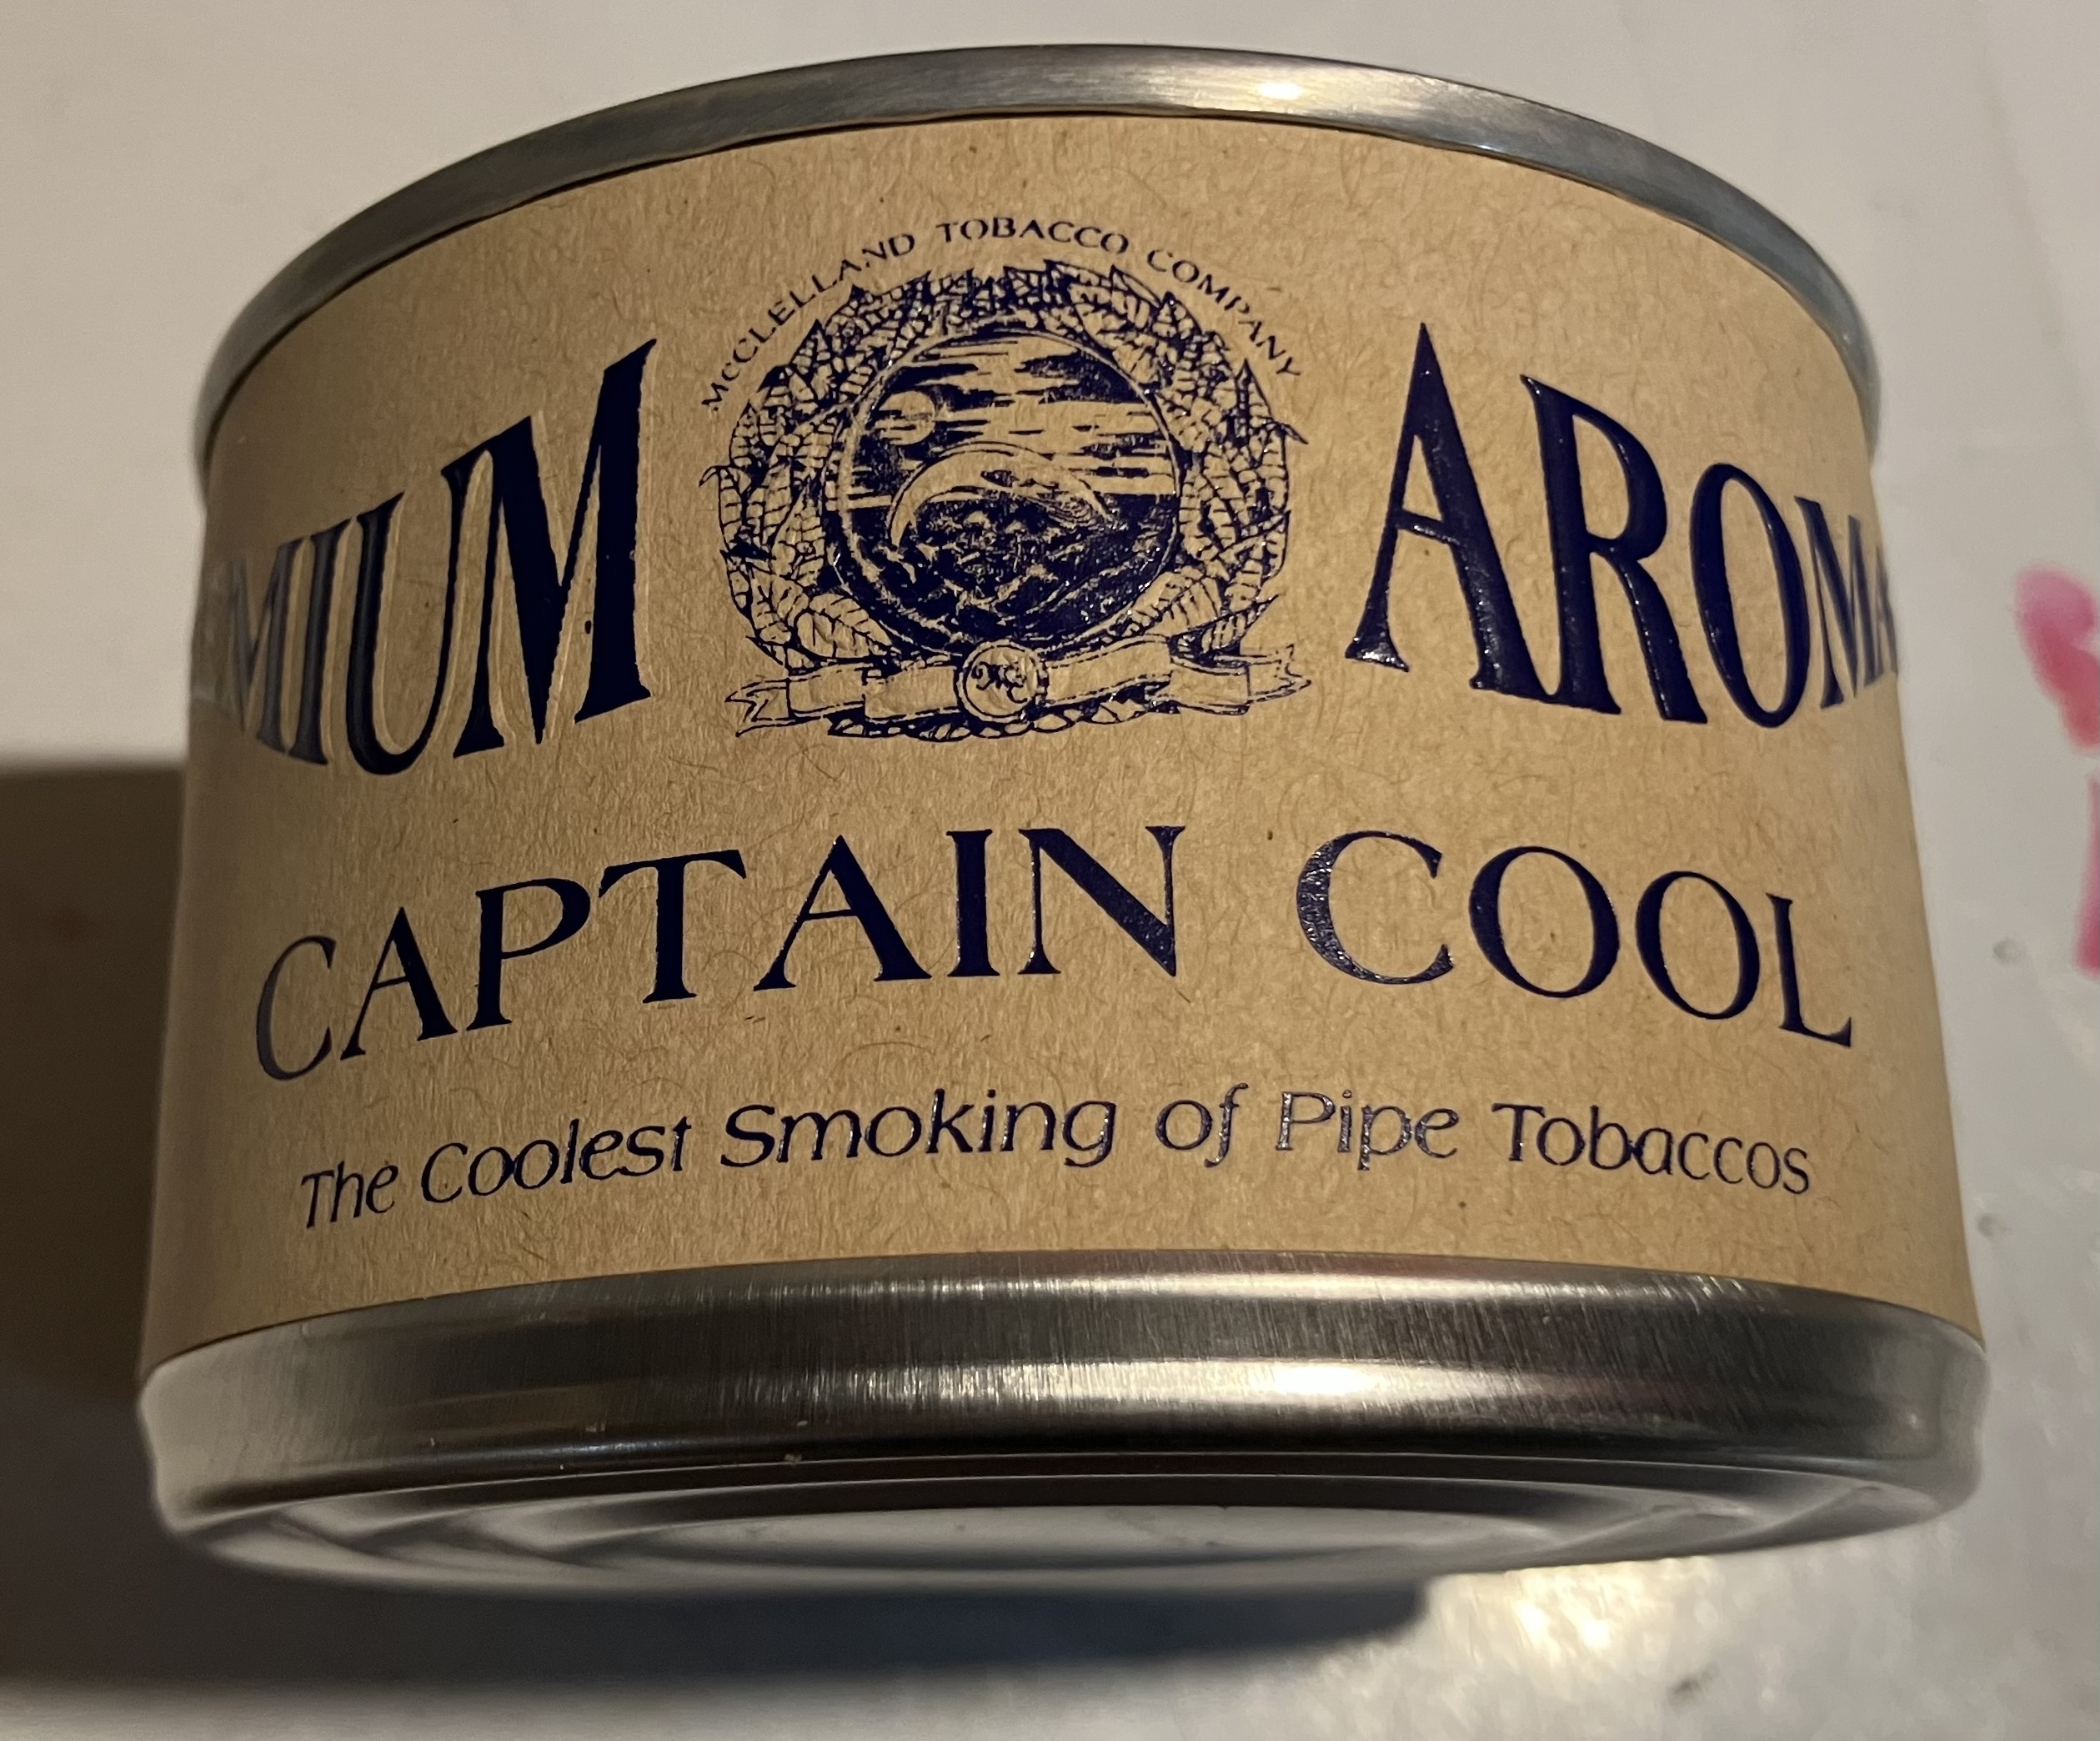 McCLELLAND TOBACCO COMPANY
MIUM AROMA
CAPTAIN COOL
The Coolest Smoking of Pipe Tobaccos